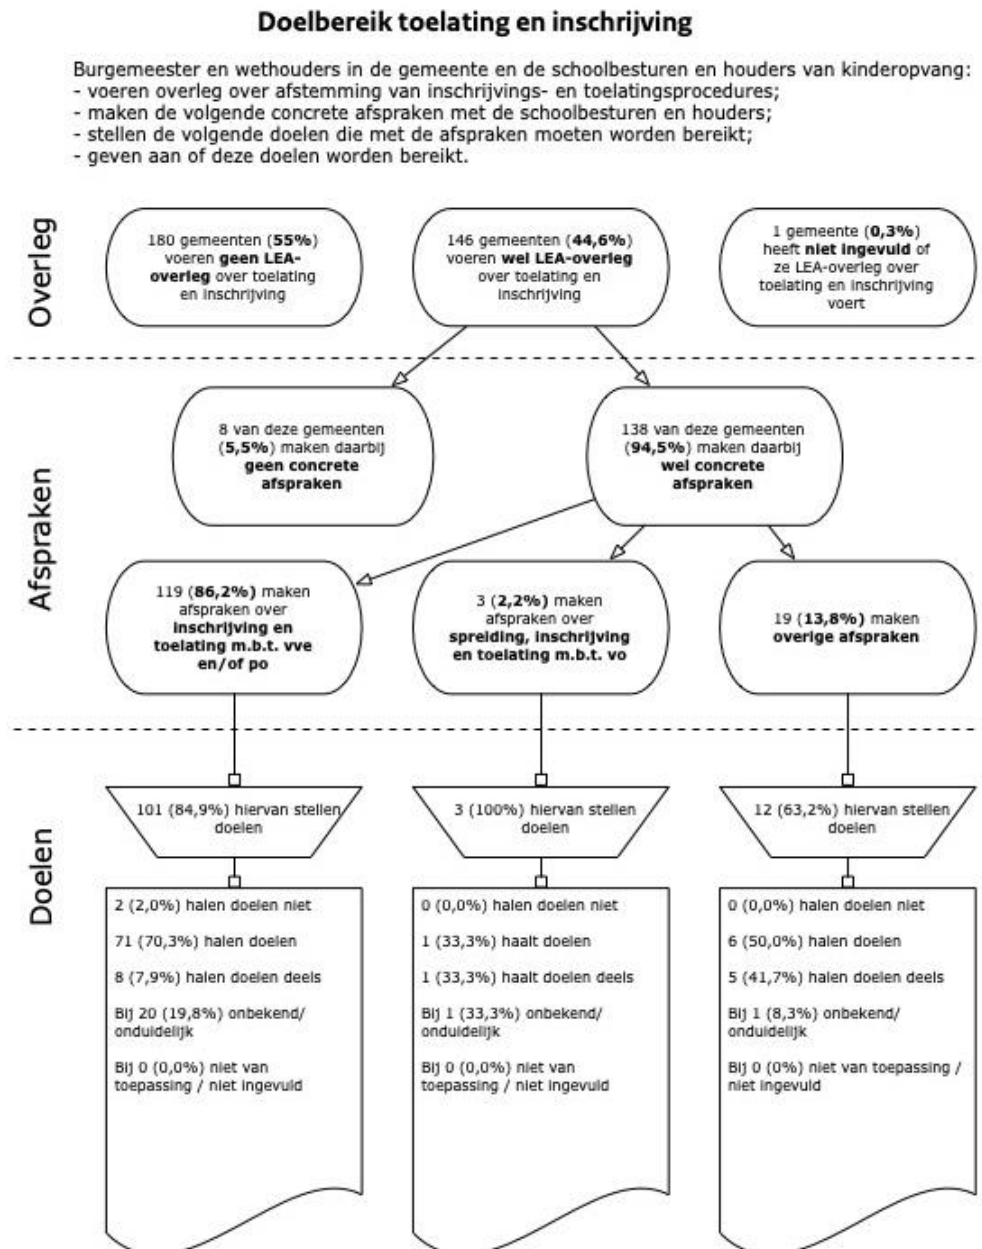 Doelbereik toelating en inschrijving
Burgemeester en wethouders in de gemeente en de schoolbesturen en houders van kinderopvang:
- voeren overleg over afstemming van inschrijvings- en toelatingsprocedures;
- maken de volgende concrete afspraken met de schoolbesturen en houders;
- stellen de volgende doelen die met de afspraken moeten worden bereikt;
- geven aan of deze doelen worden bereikt.
Overleg
180 gemeenten (55%)
voeren geen LEA-
overleg over toelating
en inschrijving
146 gemeenten (44,6%)
voeren wel LEA-overleg
over toelating en
inschrijving
1 gemeente (0,3%)
heeft niet ingevuld of
ze LEA-overleg over
toelating en inschrijving
voert
Afspraken
8 van deze gemeenten
(5,5%) maken daarbij
geen concrete
afspraken
138 van deze gemeenten
(94,5%) maken daarbij
wel concrete
afspraken
119 (86,2%) maken
afspraken over
inschrijving en
toelating m.b.t. vve
en/of po
3 (2,2%) maken
afspraken over
spreiding, inschrijving
en toelating m.b.t. vo
19 (13,8%) maken
overige afspraken
Doelen
101 (84,9%) hiervan stellen
doelen
3 (100%) hiervan stellen
doelen
12 (63,2%) hiervan stellen
doelen
2 (2,0%) halen doelen niet
71 (70,3%) halen doelen
8 (7,9%) halen doelen deels
Bij 20 (19,8%) onbekend/
onduidelijk
Bij 0 (0,0%) niet van
toepassing / niet ingevuld
0 (0,0%) halen doelen niet
1 (33,3%) haalt doelen
1 (33,3%) haalt doelen deels
Bij 1 (33,3%) onbekend/
onduidelijk
Bij 0 (0,0%) niet van
toepassing / niet ingevuld
0 (0,0%) halen doelen niet
6 (50,0%) halen doelen
5 (41,7%) halen doelen deels
Bij 1 (8,3%) onbekend/
onduidelijk
Bij 0 (0%) niet van toepassing /
niet ingevuld